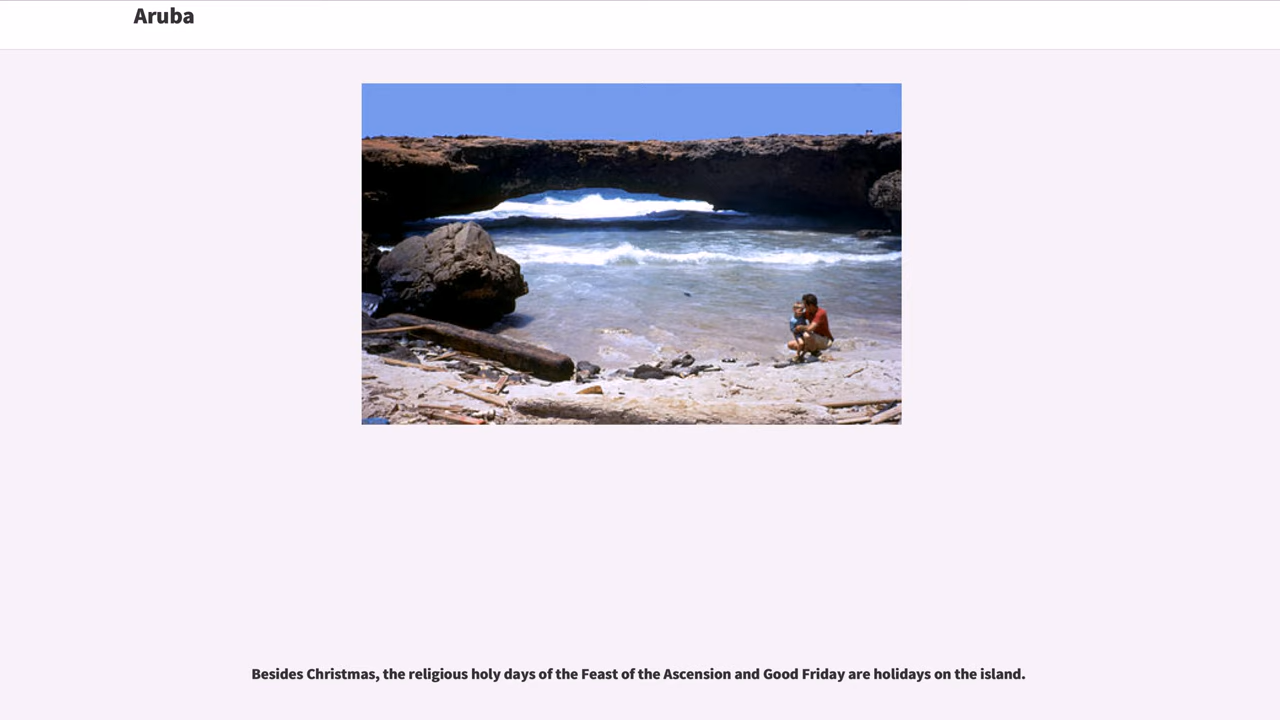 Aruba
Besides Christmas, the religious holy days of the Feast of the Ascension and Good Friday are holidays on the island.